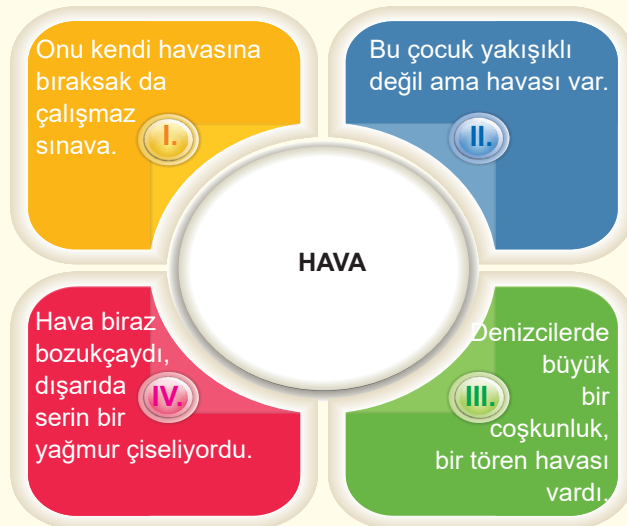 Onu kendi havasına
bıraksak da
çalışmaz
sınava.
I.
Bu çocuk yakışıklı
değil ama havası var.
II.
HAVA
Hava biraz
bozukçaydı,
dışarıda
serin bir
yağmur çiseliyordu.
IV.
Denizcilerde
büyük
bir
coşkunluk,
bir tören havası
vardı.
III.